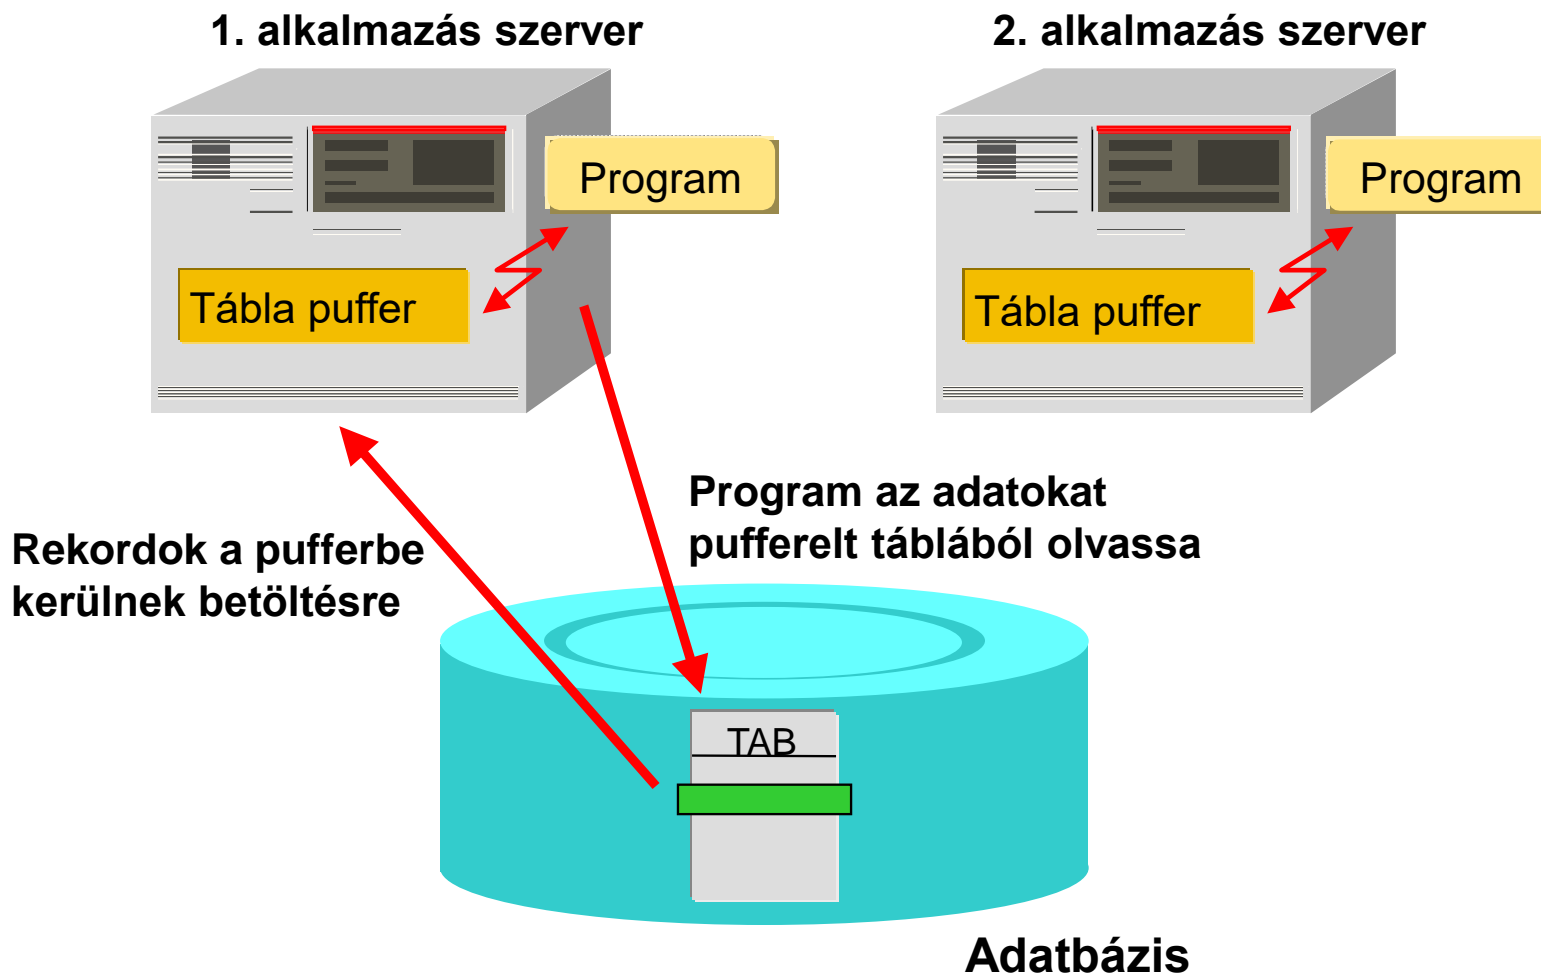 1. alkalmazás szerver
2. alkalmazás szerver
Program
Program
Tábla puffer
Tábla puffer
Program az adatokat
pufferelt táblából olvassa
Rekordok a pufferbe
kerülnek betöltésre
TAB
Adatbázis